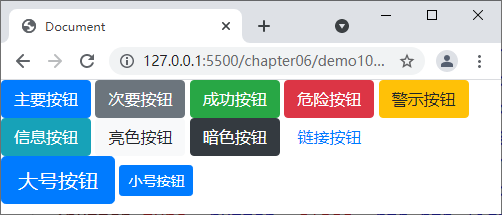 Document
127.0.0.1:5500/chapter06/demo10...
主要按钮 次要按钮 成功按钮 危险按钮 警示按钮
信息按钮 亮色按钮 暗色按钮 链接按钮
大号按钮 小号按钮